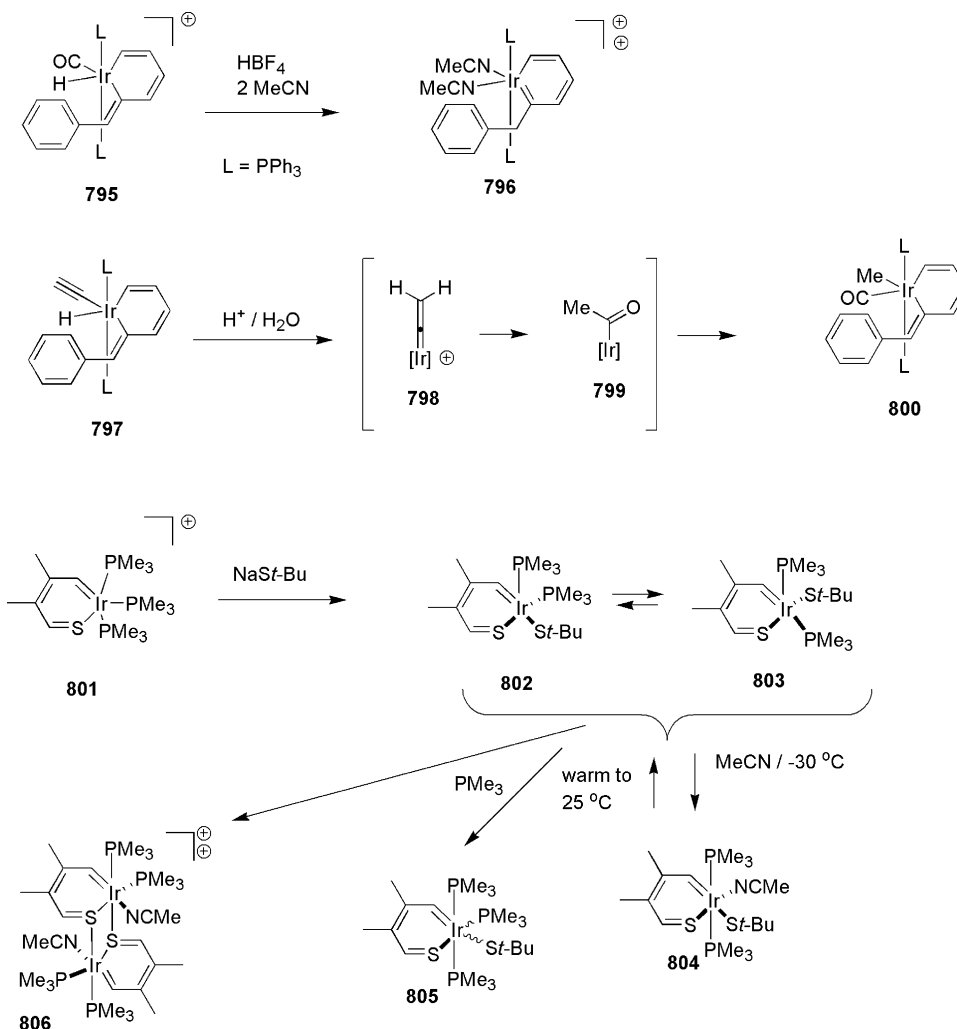 L
OC
H
Ir
L
795
HBF4
2 MeCN
L = PPh3
L
MeCN
MeCN
Ir
L
796
L
Ir
H
L
797
H+ / H2O
H H
[Ir]
798
Me O
[Ir]
799
L
Me
OC
Ir
L
800
PMe3
Ir PMe3
S PMe3
801
NaSt-Bu
PMe3
Ir PMe3
S St-Bu
802
PMe3
St-Bu
Ir
S PMe3
803
PMe3
warm to
25 °C
MeCN / -30 °C
PMe3
PMe3
Ir
S NCMe
MeCN S
Ir
Me3P
PMe3
806
PMe3
PMe3
Ir
S St-Bu
PMe3
805
PMe3
NCMe
Ir
S St-Bu
PMe3
804